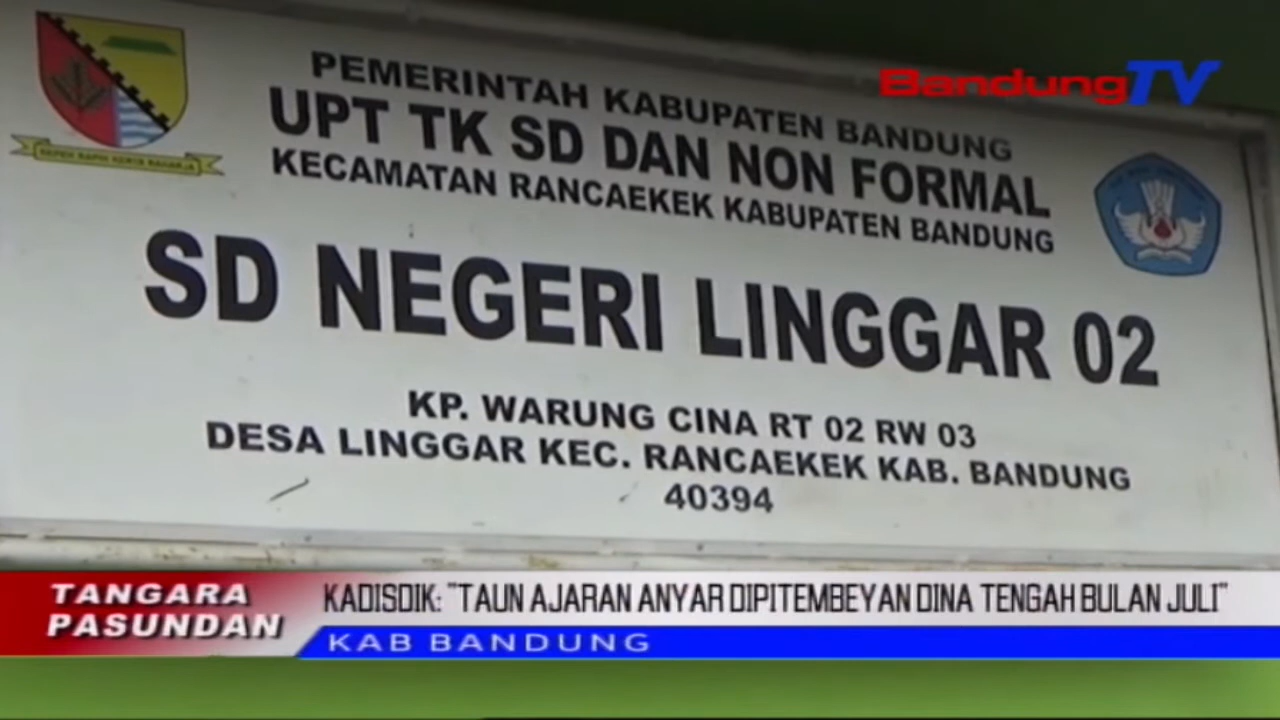 BandungTV
PEMERINTAH KABUPATEN BANDUNG
UPT TK SD DAN NON FORMAL
KECAMATAN RANCAEKEK KABUPATEN BANDUNG
SD NEGERI LINGGAR 02
KP. WARUNG CINA RT 02 RW 03
DESA LINGGAR KEC. RANCAEKEK KAB. BANDUNG
40394
TANGARA
PASUNDAN
KADISDIK: "TAUN AJARAN ANYAR DIPITEMBEYAN DINA TENGAH BULAN JULI"
KAB BANDUNG